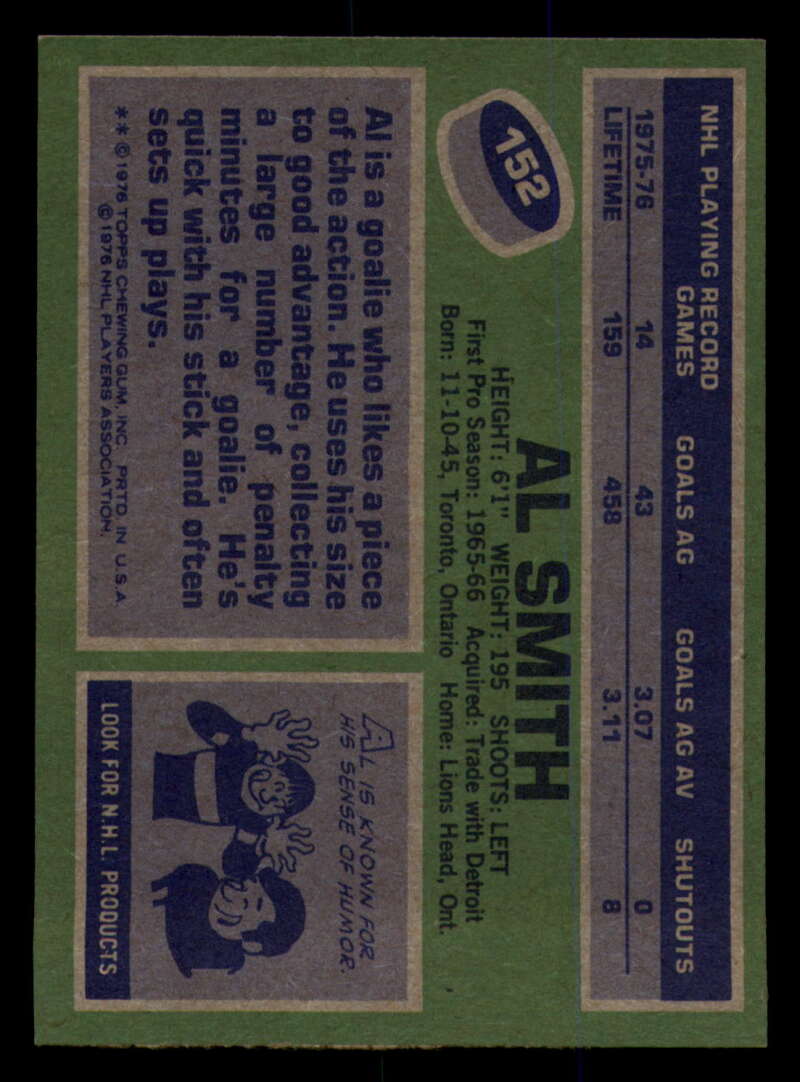 NHL PLAYING RECORD
GAMES GOALS AG GOALS AG AV SHUTOUTS
1975-76 14 43 3.07 0
LIFETIME 159 458 3.11 8
152
AL SMITH
HEIGHT: 6'1" WEIGHT: 195 SHOOTS: LEFT
First Pro Season: 1965-66 Acquired: Trade with Detroit
Born: 11-10-45, Toronto, Ontario Home: Lions Head, Ont.
Al is a goalie who likes a piece
of the action. He uses his size
to good advantage, collecting
a large number of penalty
minutes for a goalie. He's
quick with his stick and often
sets up plays.
** © 1976 TOPPS CHEWING GUM, INC. PRTD. IN U.S.A.
© 1976 NHL PLAYERS ASSOCIATION.
AL IS KNOWN FOR
HIS SENSE OF HUMOR.
LOOK FOR N.H.L. PRODUCTS